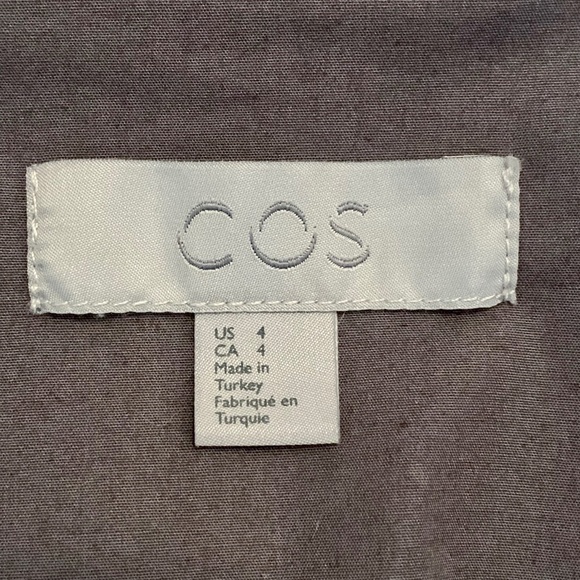 COS
US 4
CA 4
Made in
Turkey
Fabriqué en
Turquie